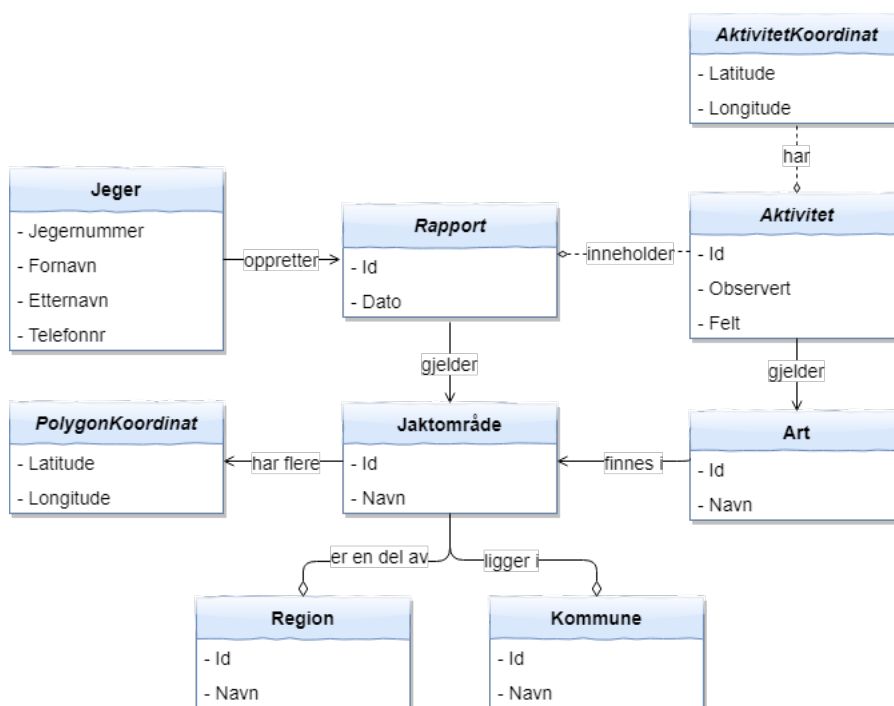 AktivitetKoordinat
- Latitude
- Longitude
har
Jeger
- Jegernummer
- Fornavn
- Etternavn
- Telefonnr
oppretter
Rapport
- Id
- Dato
inneholder
Aktivitet
- Id
- Observert
- Felt
gjelder
gjelder
PolygonKoordinat
- Latitude
- Longitude
har flere
Jaktområde
- Id
- Navn
finnes i
Art
- Id
- Navn
er en del av
ligger i
Region
- Id
- Navn
Kommune
- Id
- Navn